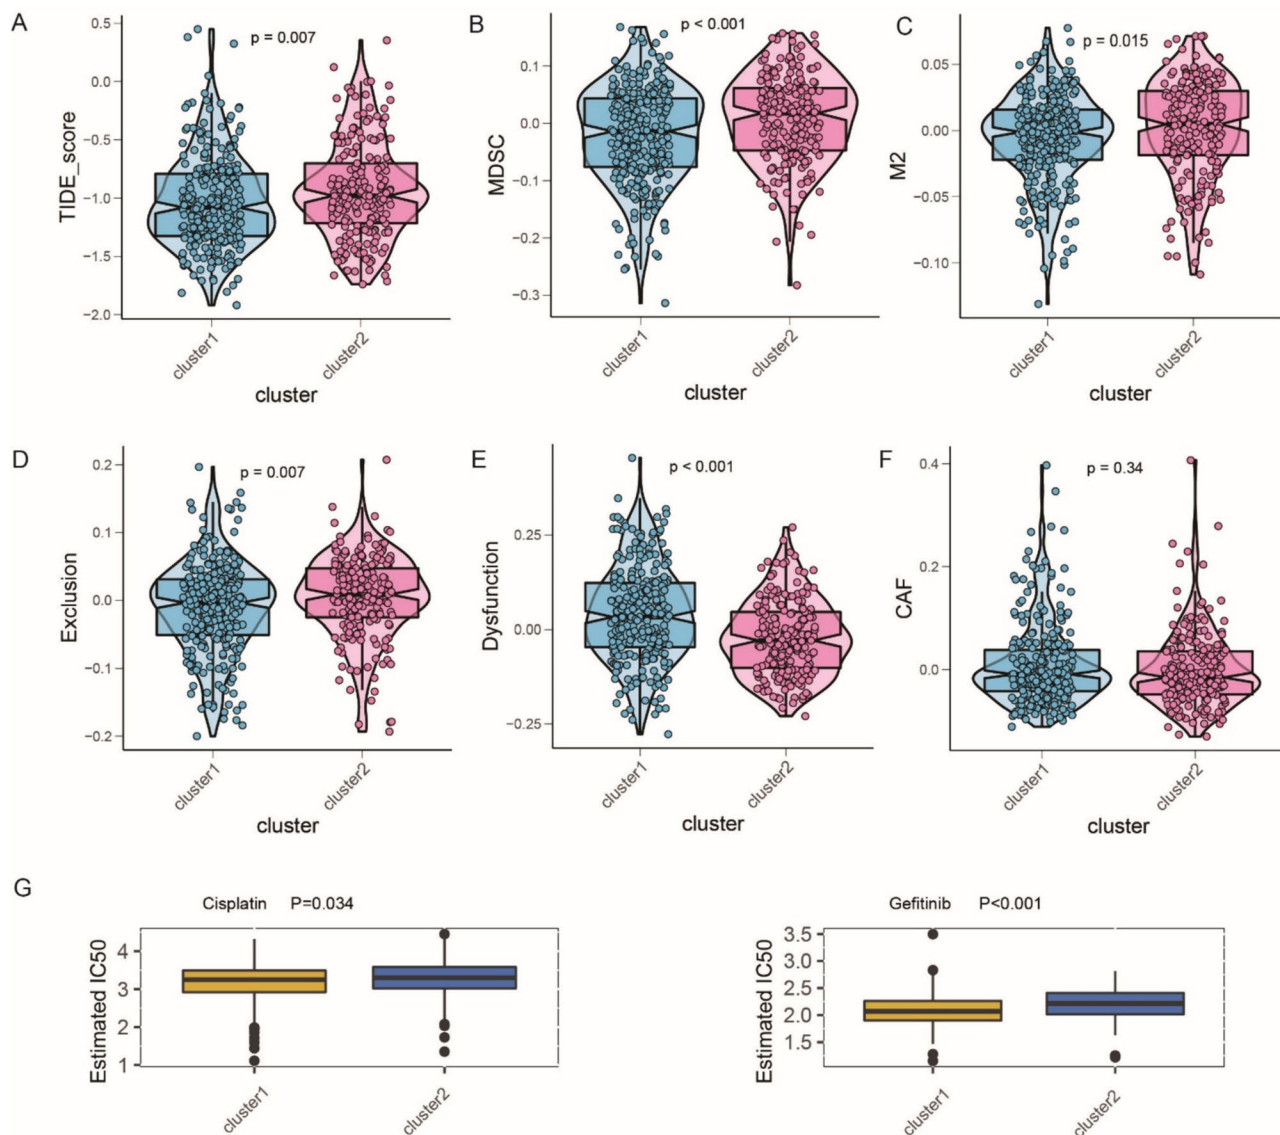 A
TIDE_score
0.5
0.0
−0.5
−1.0
−1.5
−2.0
p = 0.007
cluster1
cluster2
cluster
B
MDSC
0.1
0.0
−0.1
−0.2
−0.3
p < 0.001
cluster1
cluster2
cluster
C
M2
0.05
0.00
−0.05
−0.10
p = 0.015
cluster1
cluster2
cluster
D
Exclusion
0.2
0.1
0.0
−0.1
−0.2
p = 0.007
cluster1
cluster2
cluster
E
Dysfunction
0.25
0.00
−0.25
p < 0.001
cluster1
cluster2
cluster
F
CAF
0.4
0.2
0.0
p = 0.34
cluster1
cluster2
cluster
G
Cisplatin P=0.034
Estimated IC50
4
3
2
1
cluster1
cluster2
Gefitinib P<0.001
Estimated IC50
3.5
3.0
2.5
2.0
1.5
cluster1
cluster2